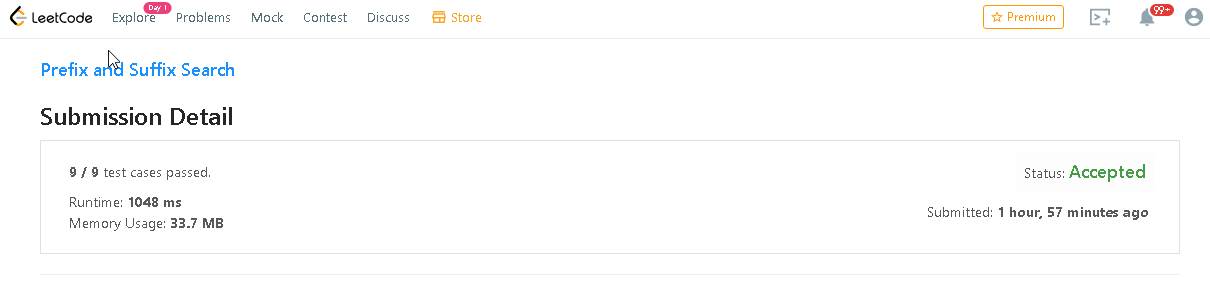 LeetCode Explore Day 1 Problems Mock Contest Discuss Store Premium 99+
Prefix and Suffix Search
Submission Detail
9 / 9 test cases passed.
Status: Accepted
Runtime: 1048 ms
Submitted: 1 hour, 57 minutes ago
Memory Usage: 33.7 MB